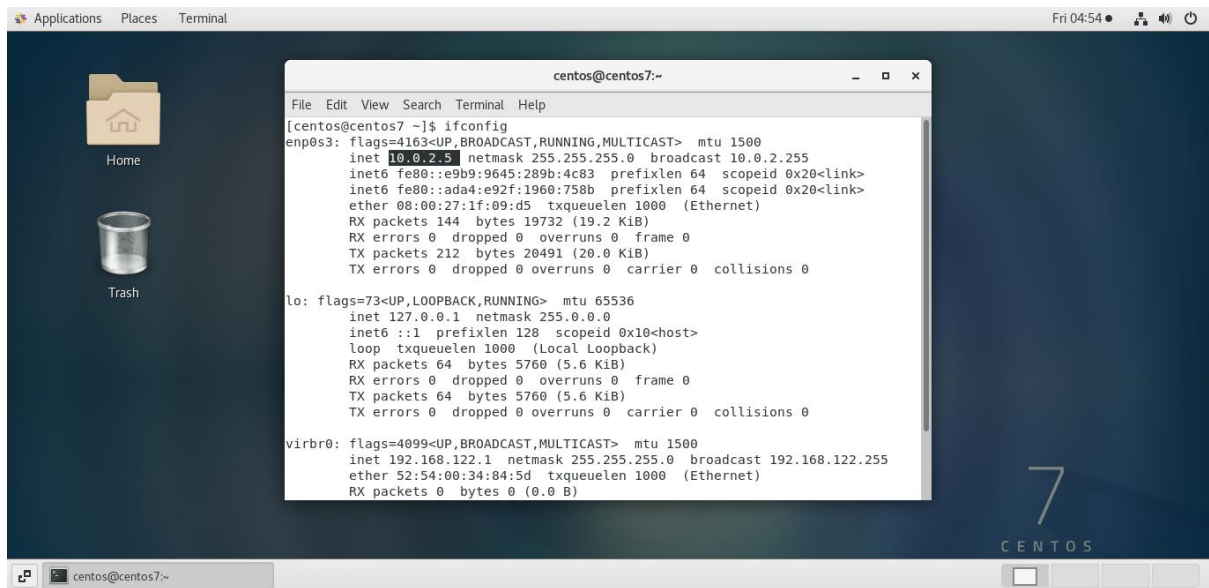 Applications Places Terminal Fri 04:54
centos@centos7:~
File Edit View Search Terminal Help
[centos@centos7 ~]$ ifconfig
enp0s3: flags=4163<UP,BROADCAST,RUNNING,MULTICAST> mtu 1500
inet 10.0.2.5 netmask 255.255.255.0 broadcast 10.0.2.255
inet6 fe80::e9b9:9645:289b:4c83 prefixlen 64 scopeid 0x20<link>
inet6 fe80::ada4:e92f:1960:758b prefixlen 64 scopeid 0x20<link>
ether 08:00:27:1f:09:d5 txqueuelen 1000 (Ethernet)
RX packets 144 bytes 19732 (19.2 KiB)
RX errors 0 dropped 0 overruns 0 frame 0
TX packets 212 bytes 20491 (20.0 KiB)
TX errors 0 dropped 0 overruns 0 carrier 0 collisions 0
lo: flags=73<UP,LOOPBACK,RUNNING> mtu 65536
inet 127.0.0.1 netmask 255.0.0.0
inet6 ::1 prefixlen 128 scopeid 0x10<host>
loop txqueuelen 1000 (Local Loopback)
RX packets 64 bytes 5760 (5.6 KiB)
RX errors 0 dropped 0 overruns 0 frame 0
TX packets 64 bytes 5760 (5.6 KiB)
TX errors 0 dropped 0 overruns 0 carrier 0 collisions 0
virbr0: flags=4099<UP,BROADCAST,MULTICAST> mtu 1500
inet 192.168.122.1 netmask 255.255.255.0 broadcast 192.168.122.255
ether 52:54:00:34:84:5d txqueuelen 1000 (Ethernet)
RX packets 0 bytes 0 (0.0 B)
Home
Trash
7
CENTOS
centos@centos7:~